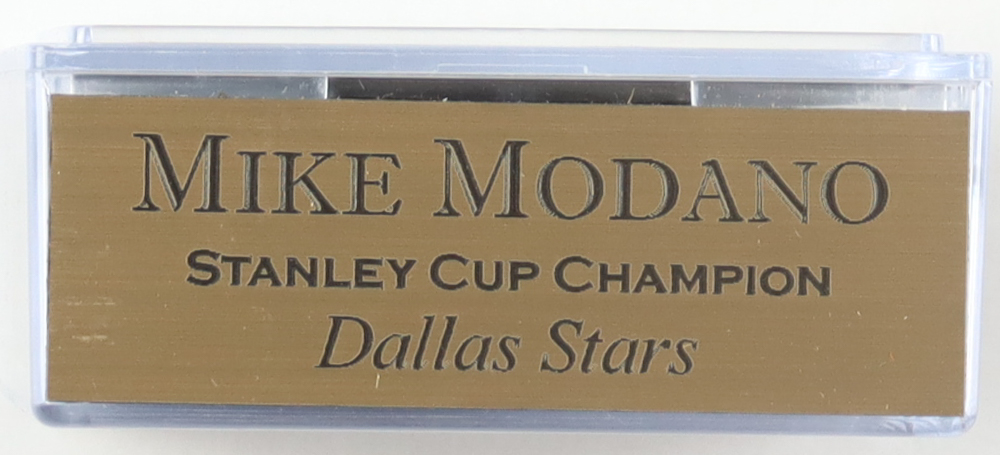 MIKE MODANO
STANLEY CUP CHAMPION
Dallas Stars